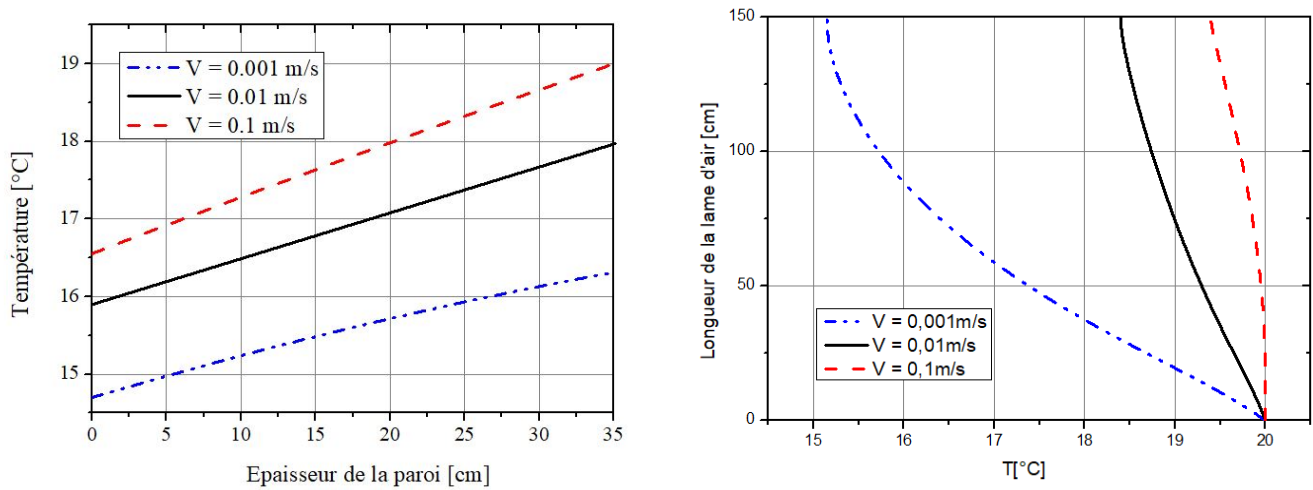 V = 0.001 m/s
V = 0.01 m/s
V = 0.1 m/s
Température [°C]
19
18
17
16
15
0 5 10 15 20 25 30 35
Epaisseur de la paroi [cm]
Longueur de la lame d'air [cm]
150
100
50
0
V = 0,001m/s
V = 0,01m/s
V = 0,1m/s
15 16 17 18 19 20
T[°C]